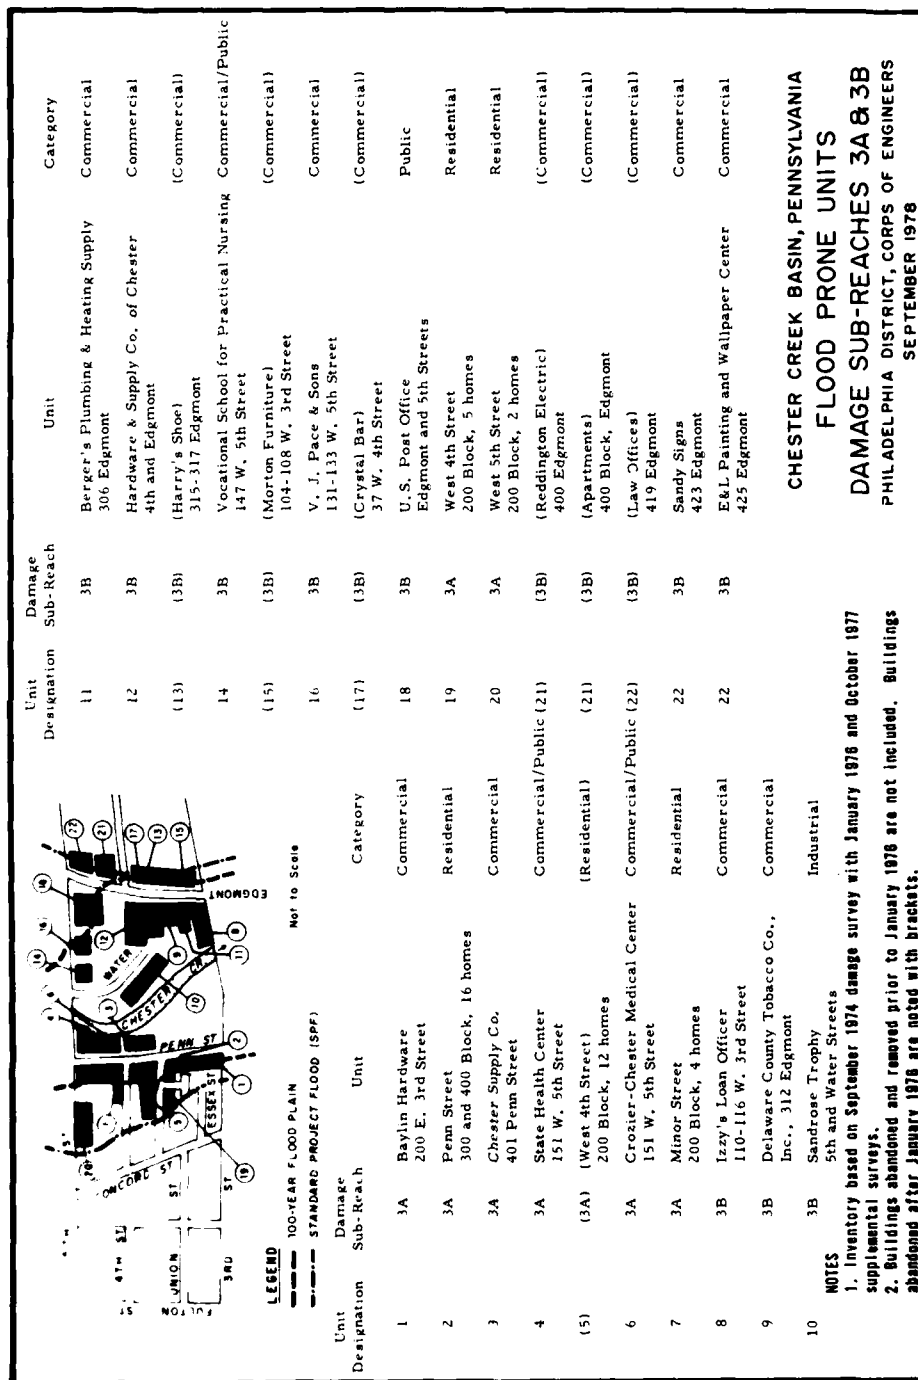 ONCORD ST
4TH ST
UNION ST
3RD ST
FULTON ST
ESSEX ST
PENN ST
CHESTER CR.
WATER
EDGMONT
Not to Scale
LEGEND
100-YEAR FLOOD PLAIN
STANDARD PROJECT FLOOD (SPF)
Unit Designation Damage Sub-Reach Unit Category
1 3A Baylin Hardware Commercial
200 E. 3rd Street
2 3A Penn Street Residential
300 and 400 Block, 16 homes
3 3A Chester Supply Co. Commercial
401 Penn Street
4 3A State Health Center Commercial/Public
151 W. 5th Street
(5) (3A) (West 4th Street) (Residential)
200 Block, 12 homes
6 3A Crozier-Chester Medical Center Commercial/Public
151 W. 5th Street
7 3A Minor Street Residential
200 Block, 4 homes
8 3B Izzy's Loan Officer Commercial
110-116 W. 3rd Street
9 3B Delaware County Tobacco Co., Commercial
Inc., 312 Edgmont
10 3B Sandrose Trophy Industrial
5th and Water Streets
Unit Designation Damage Sub-Reach Unit Category
11 3B Berger's Plumbing & Heating Supply Commercial
306 Edgmont
12 3B Hardware & Supply Co. of Chester Commercial
4th and Edgmont
(13) (3B) (Harry's Shoe) (Commercial)
315-317 Edgmont
14 3B Vocational School for Practical Nursing Commercial/Public
147 W. 5th Street
(15) (3B) (Morton Furniture) (Commercial)
104-108 W. 3rd Street
16 3B V. J. Pace & Sons Commercial
131-133 W. 5th Street
(17) (3B) (Crystal Bar) (Commercial)
37 W. 4th Street
18 3B U.S. Post Office Public
Edgmont and 5th Streets
19 3A West 4th Street Residential
200 Block, 5 homes
20 3A West 5th Street Residential
200 Block, 2 homes
(21) (3B) (Reddington Electric) (Commercial)
400 Edgmont
(21) (3B) (Apartments) (Commercial)
400 Block, Edgmont
(22) (3B) (Law Offices) (Commercial)
419 Edgmont
22 3B Sandy Signs Commercial
423 Edgmont
22 3B E&L Painting and Wallpaper Center Commercial
425 Edgmont
NOTES
1. Inventory based on September 1974 damage survey with January 1976 and October 1977
supplemental surveys.
2. Buildings abandoned and removed prior to January 1976 are not included. Buildings
abandoned after January 1976 are noted with brackets.
CHESTER CREEK BASIN, PENNSYLVANIA
FLOOD PRONE UNITS
DAMAGE SUB-REACHES 3A & 3B
PHILADELPHIA DISTRICT, CORPS OF ENGINEERS
SEPTEMBER 1978